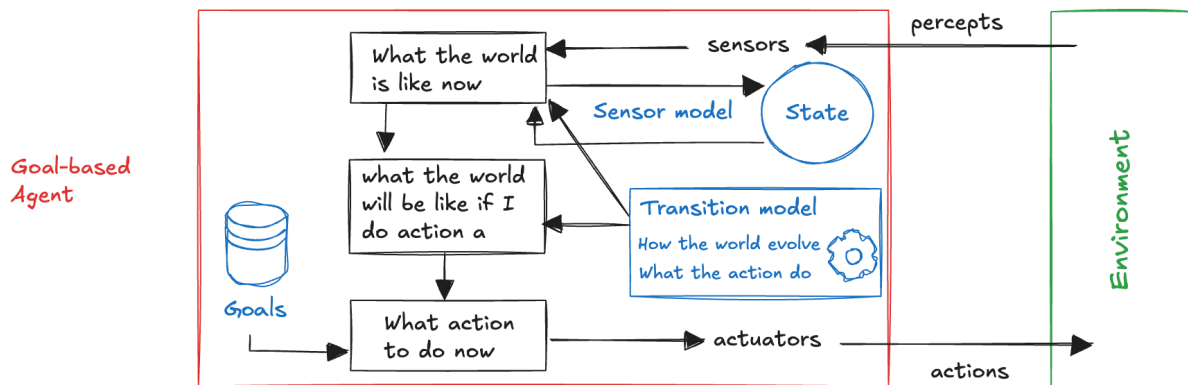 percepts
sensors
What the world
is like now
Sensor model
State
Goal-based
Agent
what the world
will be like if I
do action a
Transition model
How the world evolve
What the action do
Environment
Goals
What action
to do now
actuators
actions